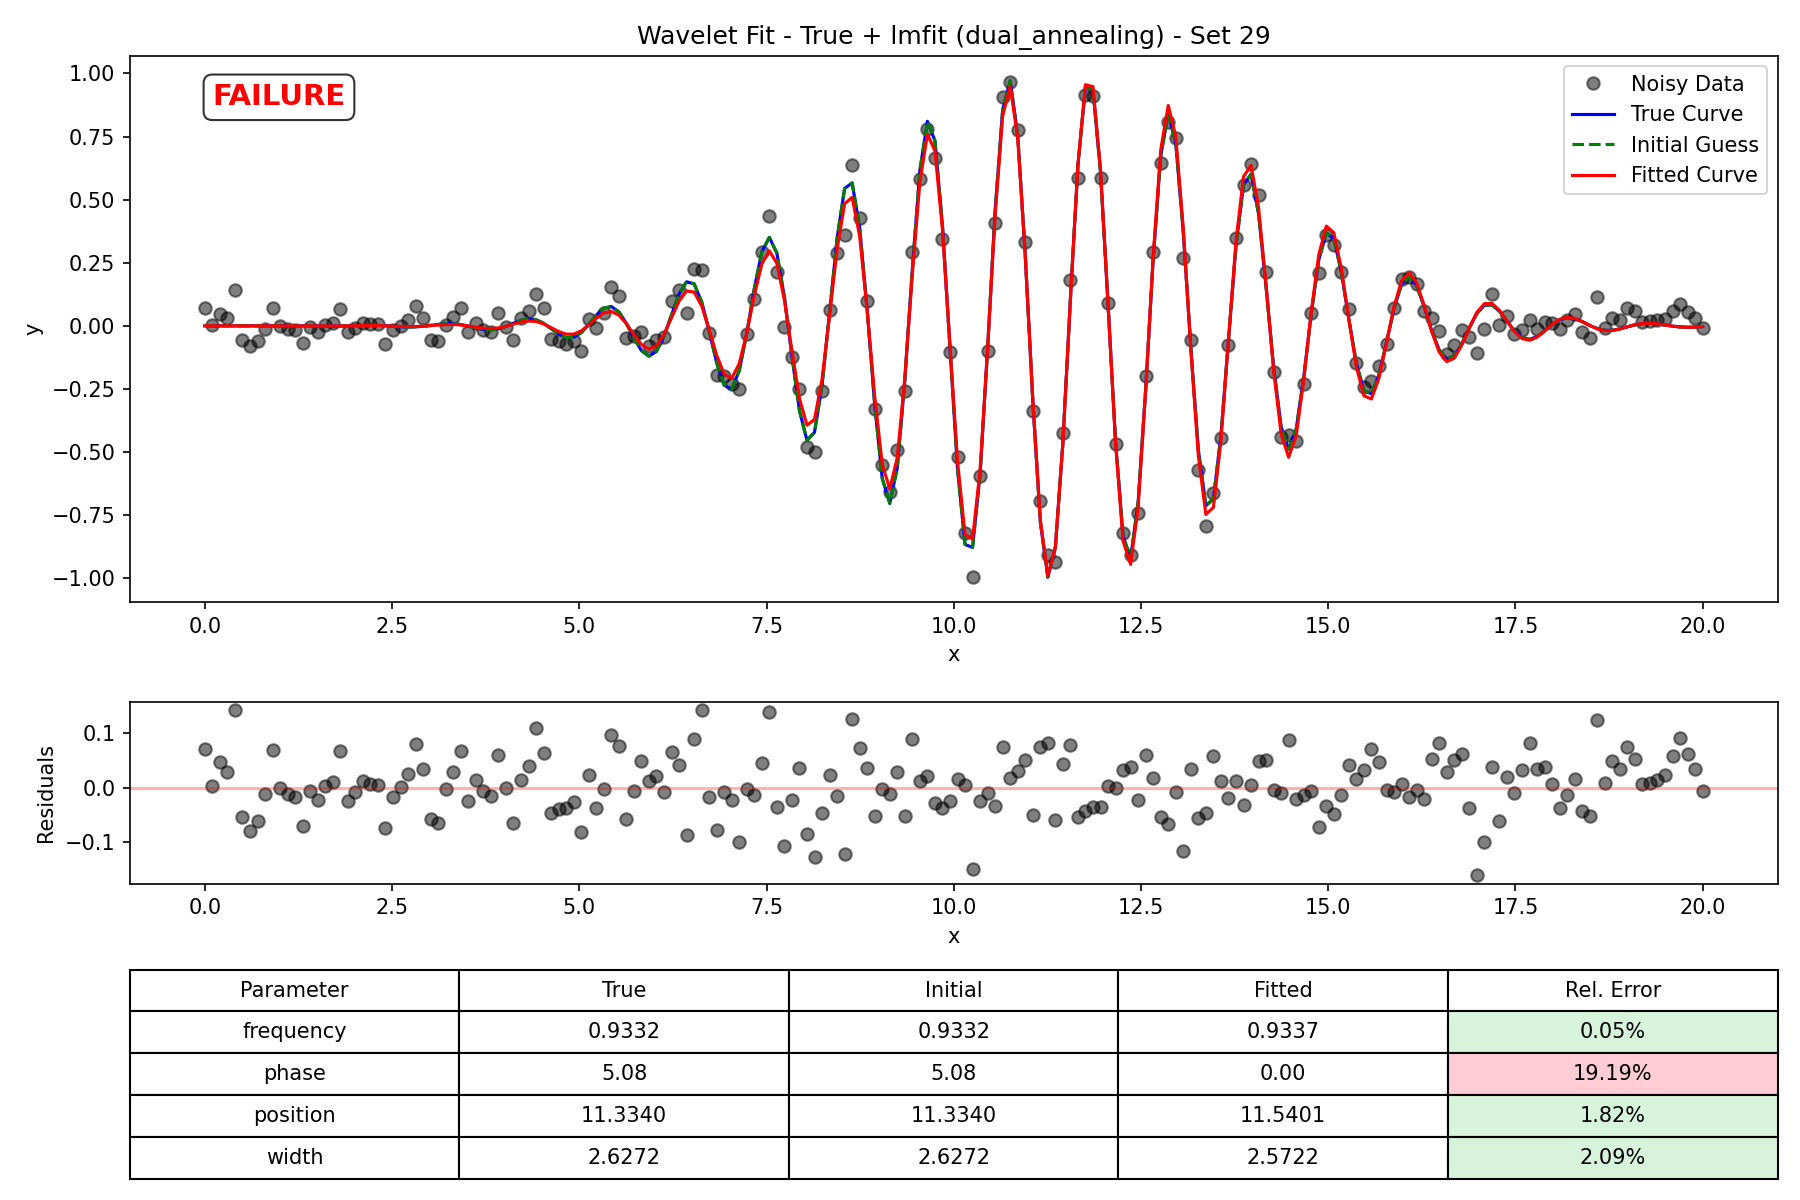 Wavelet Fit - True + lmfit (dual_annealing) - Set 29
FAILURE
Noisy Data
True Curve
Initial Guess
Fitted Curve
1.00
0.75
0.50
0.25
0.00
−0.25
−0.50
−0.75
−1.00
y
0.0 2.5 5.0 7.5 10.0 12.5 15.0 17.5 20.0
x
0.1
0.0
−0.1
Residuals
0.0 2.5 5.0 7.5 10.0 12.5 15.0 17.5 20.0
x
Parameter True Initial Fitted Rel. Error
frequency 0.9332 0.9332 0.9337 0.05%
phase 5.08 5.08 0.00 19.19%
position 11.3340 11.3340 11.5401 1.82%
width 2.6272 2.6272 2.5722 2.09%